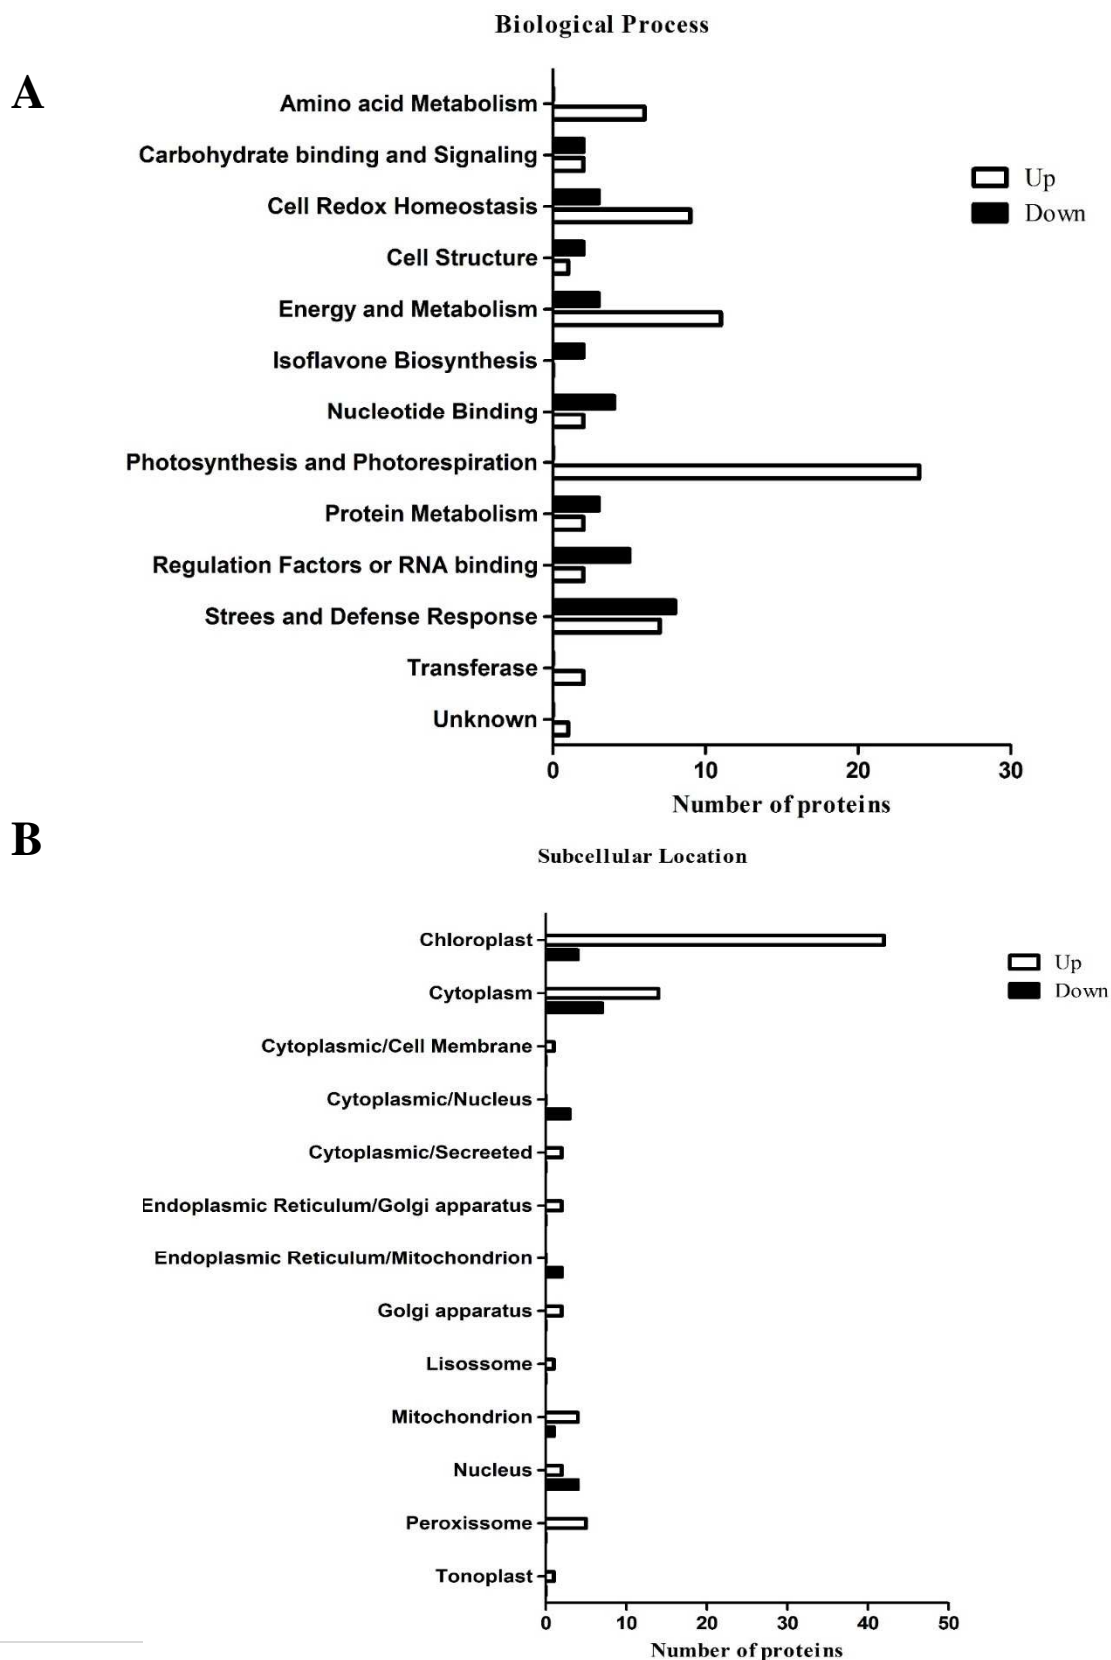 Biological Process
A
Amino acid Metabolism
Carbohydrate binding and Signaling
Cell Redox Homeostasis
Cell Structure
Energy and Metabolism
Isoflavone Biosynthesis
Nucleotide Binding
Photosynthesis and Photorespiration
Protein Metabolism
Regulation Factors or RNA binding
Strees and Defense Response
Transferase
Unknown
Up
Down
0 10 20 30
Number of proteins
B
Subcellular Location
Chloroplast
Cytoplasm
Cytoplasmic/Cell Membrane
Cytoplasmic/Nucleus
Cytoplasmic/Secreeted
Endoplasmic Reticulum/Golgi apparatus
Endoplasmic Reticulum/Mitochondrion
Golgi apparatus
Lisossome
Mitochondrion
Nucleus
Peroxissome
Tonoplast
Up
Down
0 10 20 30 40 50
Number of proteins